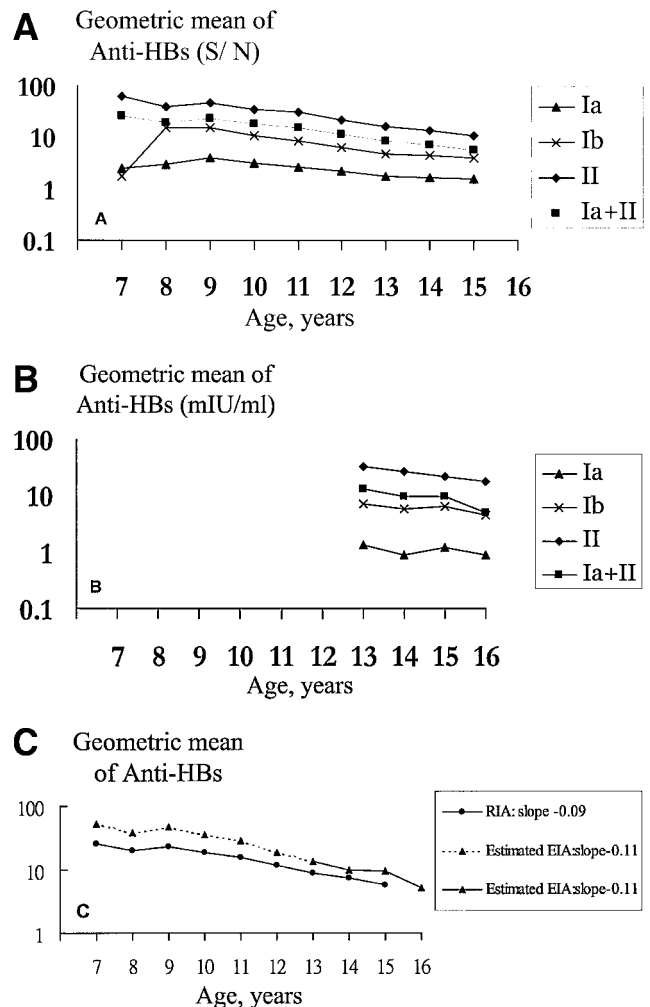 A
Geometric mean of
Anti-HBs (S/ N)
100
10
1
0.1
A
7 8 9 10 11 12 13 14 15 16
Age, years
Ia
Ib
II
Ia+II
B
Geometric mean of
Anti-HBs (mIU/ml)
100
10
1
0.1
B
7 8 9 10 11 12 13 14 15 16
Age, years
Ia
Ib
II
Ia+II
C
Geometric mean
of Anti-HBs
100
10
1
C
7 8 9 10 11 12 13 14 15 16
Age, years
RIA: slope -0.09
Estimated EIA:slope-0.11
Estimated EIA:slope-0.11